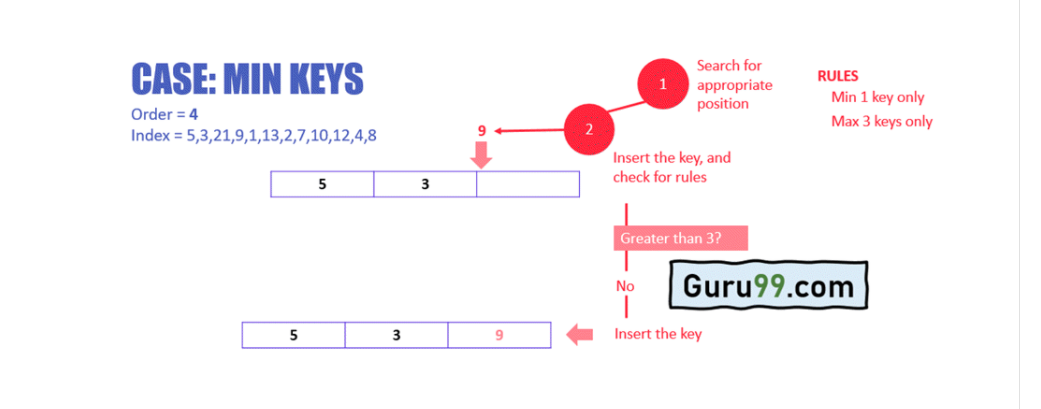 CASE: MIN KEYS
Order = 4
Index = 5,3,21,9,1,13,2,7,10,12,4,8
1
Search for
appropriate
position
RULES
Min 1 key only
Max 3 keys only
9
2
Insert the key, and
check for rules
5 3
Greater than 3?
Guru99.com
No
5 3 9
Insert the key